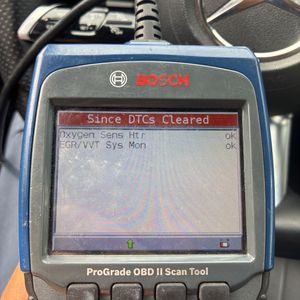 BOSCH
Since DTCs Cleared
Oxygen Sens Htr ok
EGR/VVT Sys Mon ok
ProGrade OBD II Scan Tool